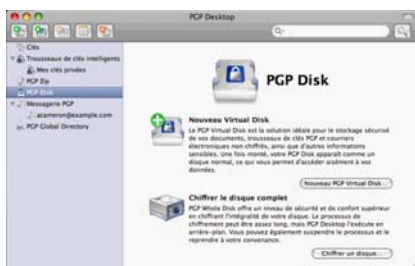 PGP Desktop
Clés
Trousseaux de clés intelligents
Mes clés privées
PGP Zip
PGP Disk
Messagerie PGP
acameron@example.com
PGP Global Directory
PGP Disk
Nouveau Virtual Disk
Le PGP Virtual Disk est la solution idéale pour le stockage sécurisé
de vos documents, trousseaux de clés PGP et courriers
électroniques non chiffrés, ainsi que d'autres informations
sensibles. Une fois monté, votre PGP Disk apparaît comme un
disque normal, ce qui vous permet d'accéder aisément à vos
données.
Nouveau PGP Virtual Disk...
Chiffrer le disque complet
PGP Whole Disk offre un niveau de sécurité et de confort supérieur
en chiffrant l'intégralité de votre disque. Le processus de
chiffrement peut être assez long, mais PGP Desktop l'exécute en
arrière-plan. Vous pouvez également suspendre le processus et le
reprendre à votre convenance.
Chiffrer un disque...